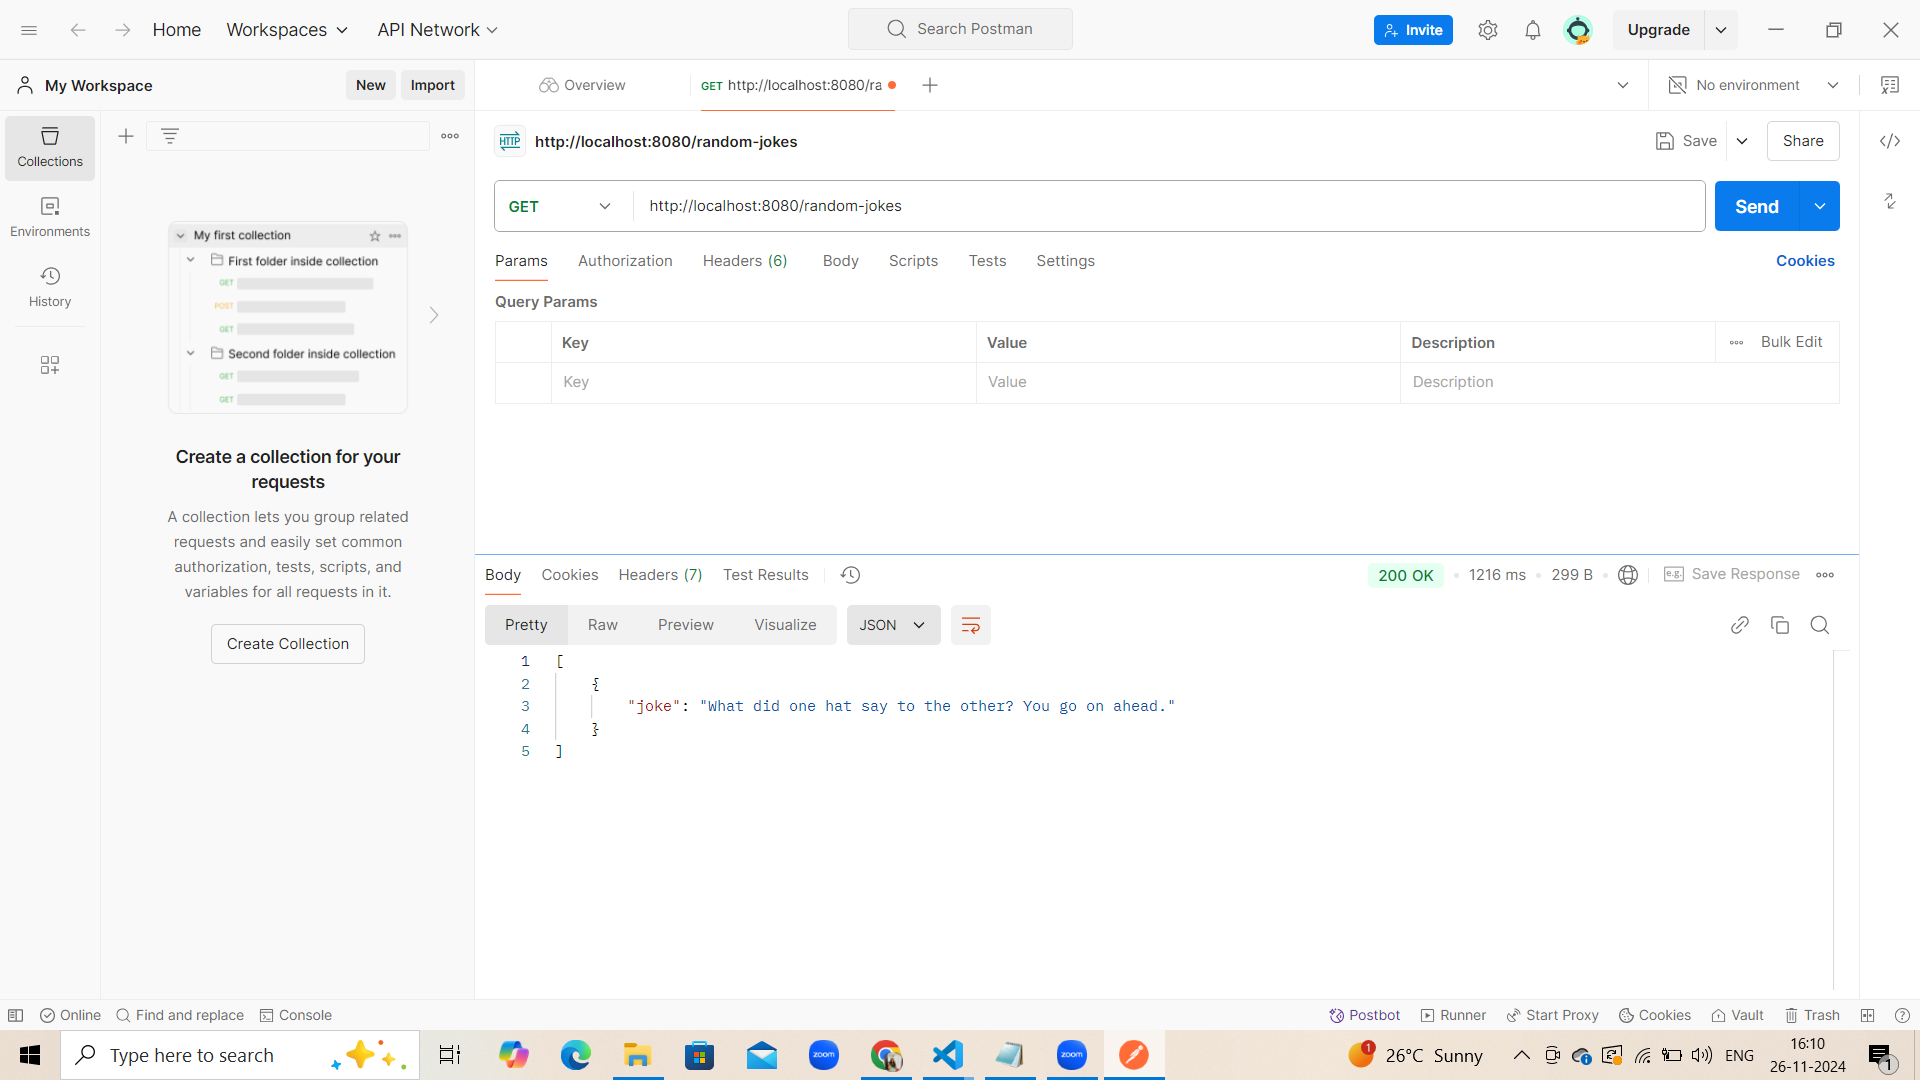 Home
Workspaces
API Network
Search Postman
Invite
Upgrade
My Workspace
New
Import
Overview
GET http://localhost:8080/ra
No environment
Collections
Environments
History
My first collection
First folder inside collection
GET
POST
GET
Second folder inside collection
GET
GET
Create a collection for your
requests
A collection lets you group related
requests and easily set common
authorization, tests, scripts, and
variables for all requests in it.
Create Collection
HTTP
http://localhost:8080/random-jokes
Save
Share
GET
http://localhost:8080/random-jokes
Send
Params
Authorization
Headers (6)
Body
Scripts
Tests
Settings
Cookies
Query Params
Key
Value
Description
Bulk Edit
Key
Value
Description
Body
Cookies
Headers (7)
Test Results
200 OK
1216 ms
299 B
e.g.
Save Response
Pretty
Raw
Preview
Visualize
JSON
1 [
2 {
3 "joke": "What did one hat say to the other? You go on ahead."
4 }
5 ]
Online
Find and replace
Console
Postbot
Runner
Start Proxy
Cookies
Vault
Trash
Type here to search
zoom
zoom
1
26°C Sunny
ENG
16:10
26-11-2024
1